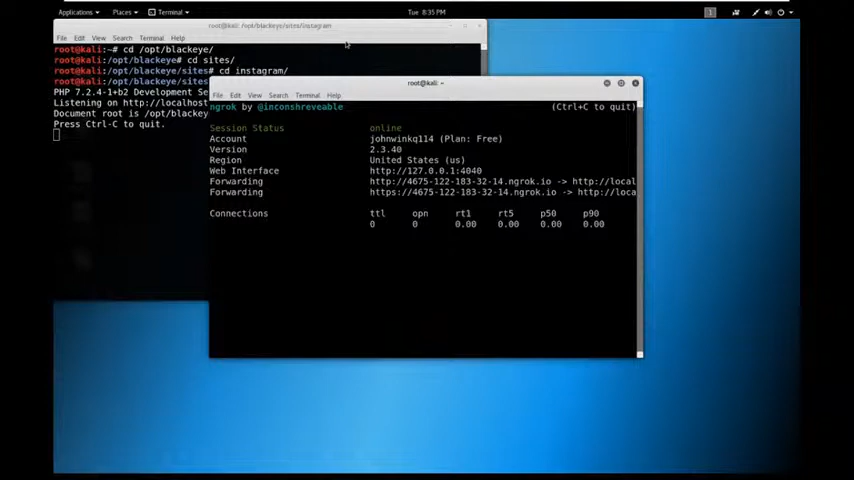 Applications ▾ Places ▾ Terminal ▾ Tue 8:35 PM 1
root@kali: /opt/blackeye/sites/instagram
File Edit View Search Terminal Help
root@kali:~# cd /opt/blackeye/
root@kali:/opt/blackeye# cd sites/
root@kali:/opt/blackeye/sites# cd instagram/
root@kali:/opt/blackeye/sites
PHP 7.2.4-1+b2 Development Se
Listening on http://localhost
Document root is /opt/blackey
Press Ctrl-C to quit.
root@kali: ~
File Edit View Search Terminal Help
ngrok by @inconshreveable (Ctrl+C to quit)
Session Status online
Account johnwinkq114 (Plan: Free)
Version 2.3.40
Region United States (us)
Web Interface http://127.0.0.1:4040
Forwarding http://4675-122-183-32-14.ngrok.io -> http://local
Forwarding https://4675-122-183-32-14.ngrok.io -> http://loca
Connections ttl opn rt1 rt5 p50 p90
0 0 0.00 0.00 0.00 0.00